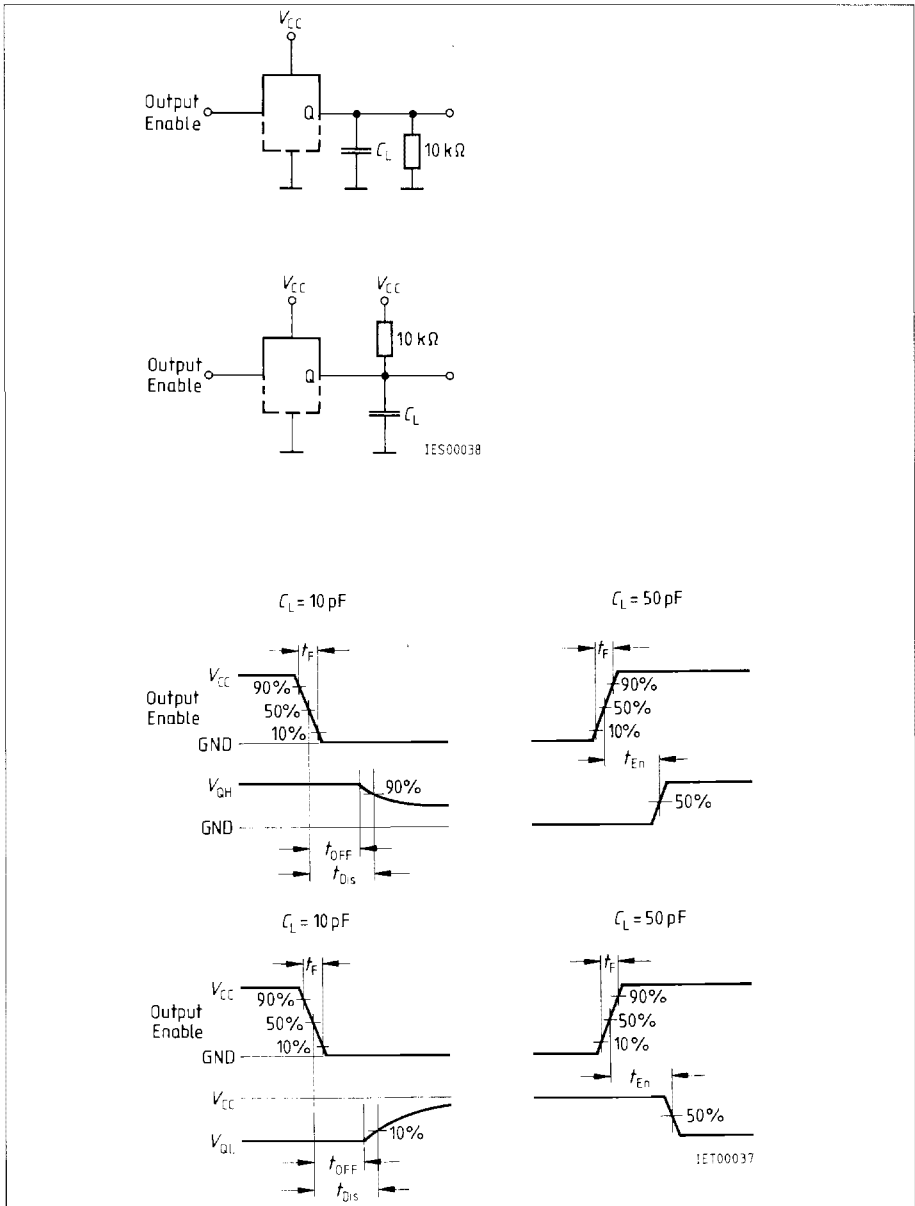 V_CC
Output
Enable
Q
C_L
10 kΩ
V_CC
V_CC
10 kΩ
Output
Enable
Q
C_L
IES00038
C_L = 10 pF
C_L = 50 pF
t_F
t_F
V_CC
90%
90%
Output
Enable
50%
50%
10%
10%
GND
t_En
V_QH
90%
50%
GND
t_OFF
t_Dis
C_L = 10 pF
C_L = 50 pF
t_F
t_F
V_CC
90%
90%
Output
Enable
50%
50%
10%
10%
GND
t_En
V_CC
50%
10%
V_QL
IET00037
t_OFF
t_Dis